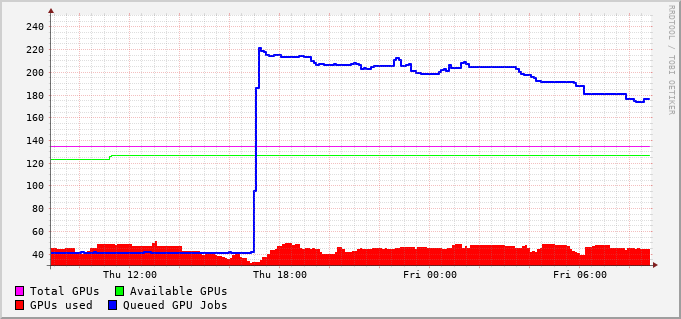 RRDTOOL / TOBI OETIKER
240
220
200
180
160
140
120
100
80
60
40
Thu 12:00 Thu 18:00 Fri 00:00 Fri 06:00
Total GPUs Available GPUs
GPUs used Queued GPU Jobs